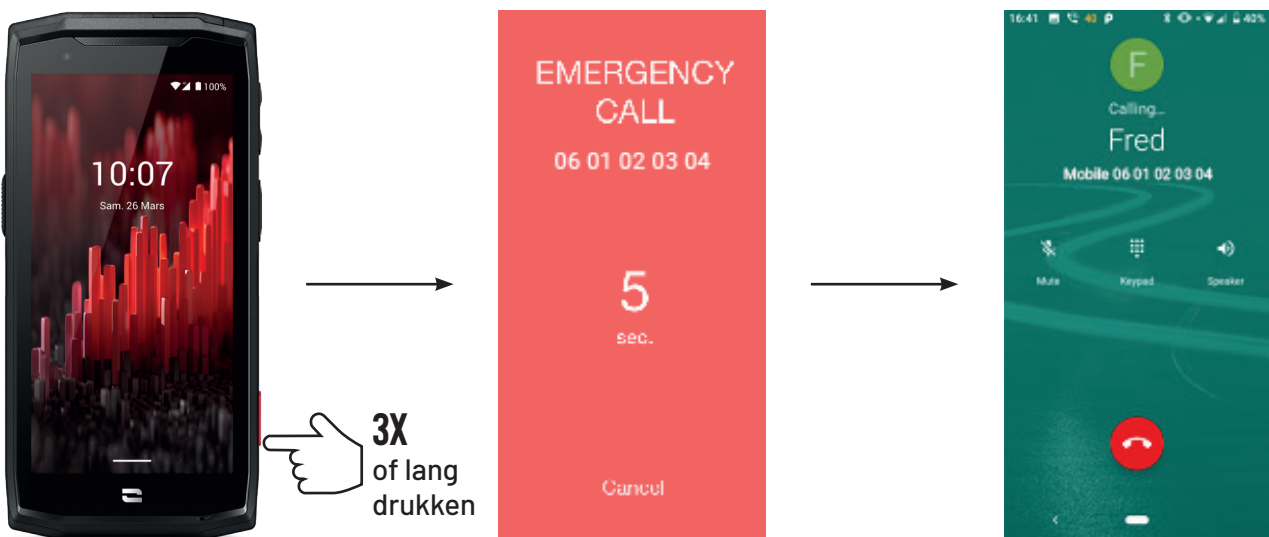 100%
10:07
Sam. 26 Mars
3X
of lang
drukken
EMERGENCY
CALL
06 01 02 03 04
5
sec.
Cancel
16:41 40 P 40%
F
Calling...
Fred
Mobile 06 01 02 03 04
Mute Keypad Speaker